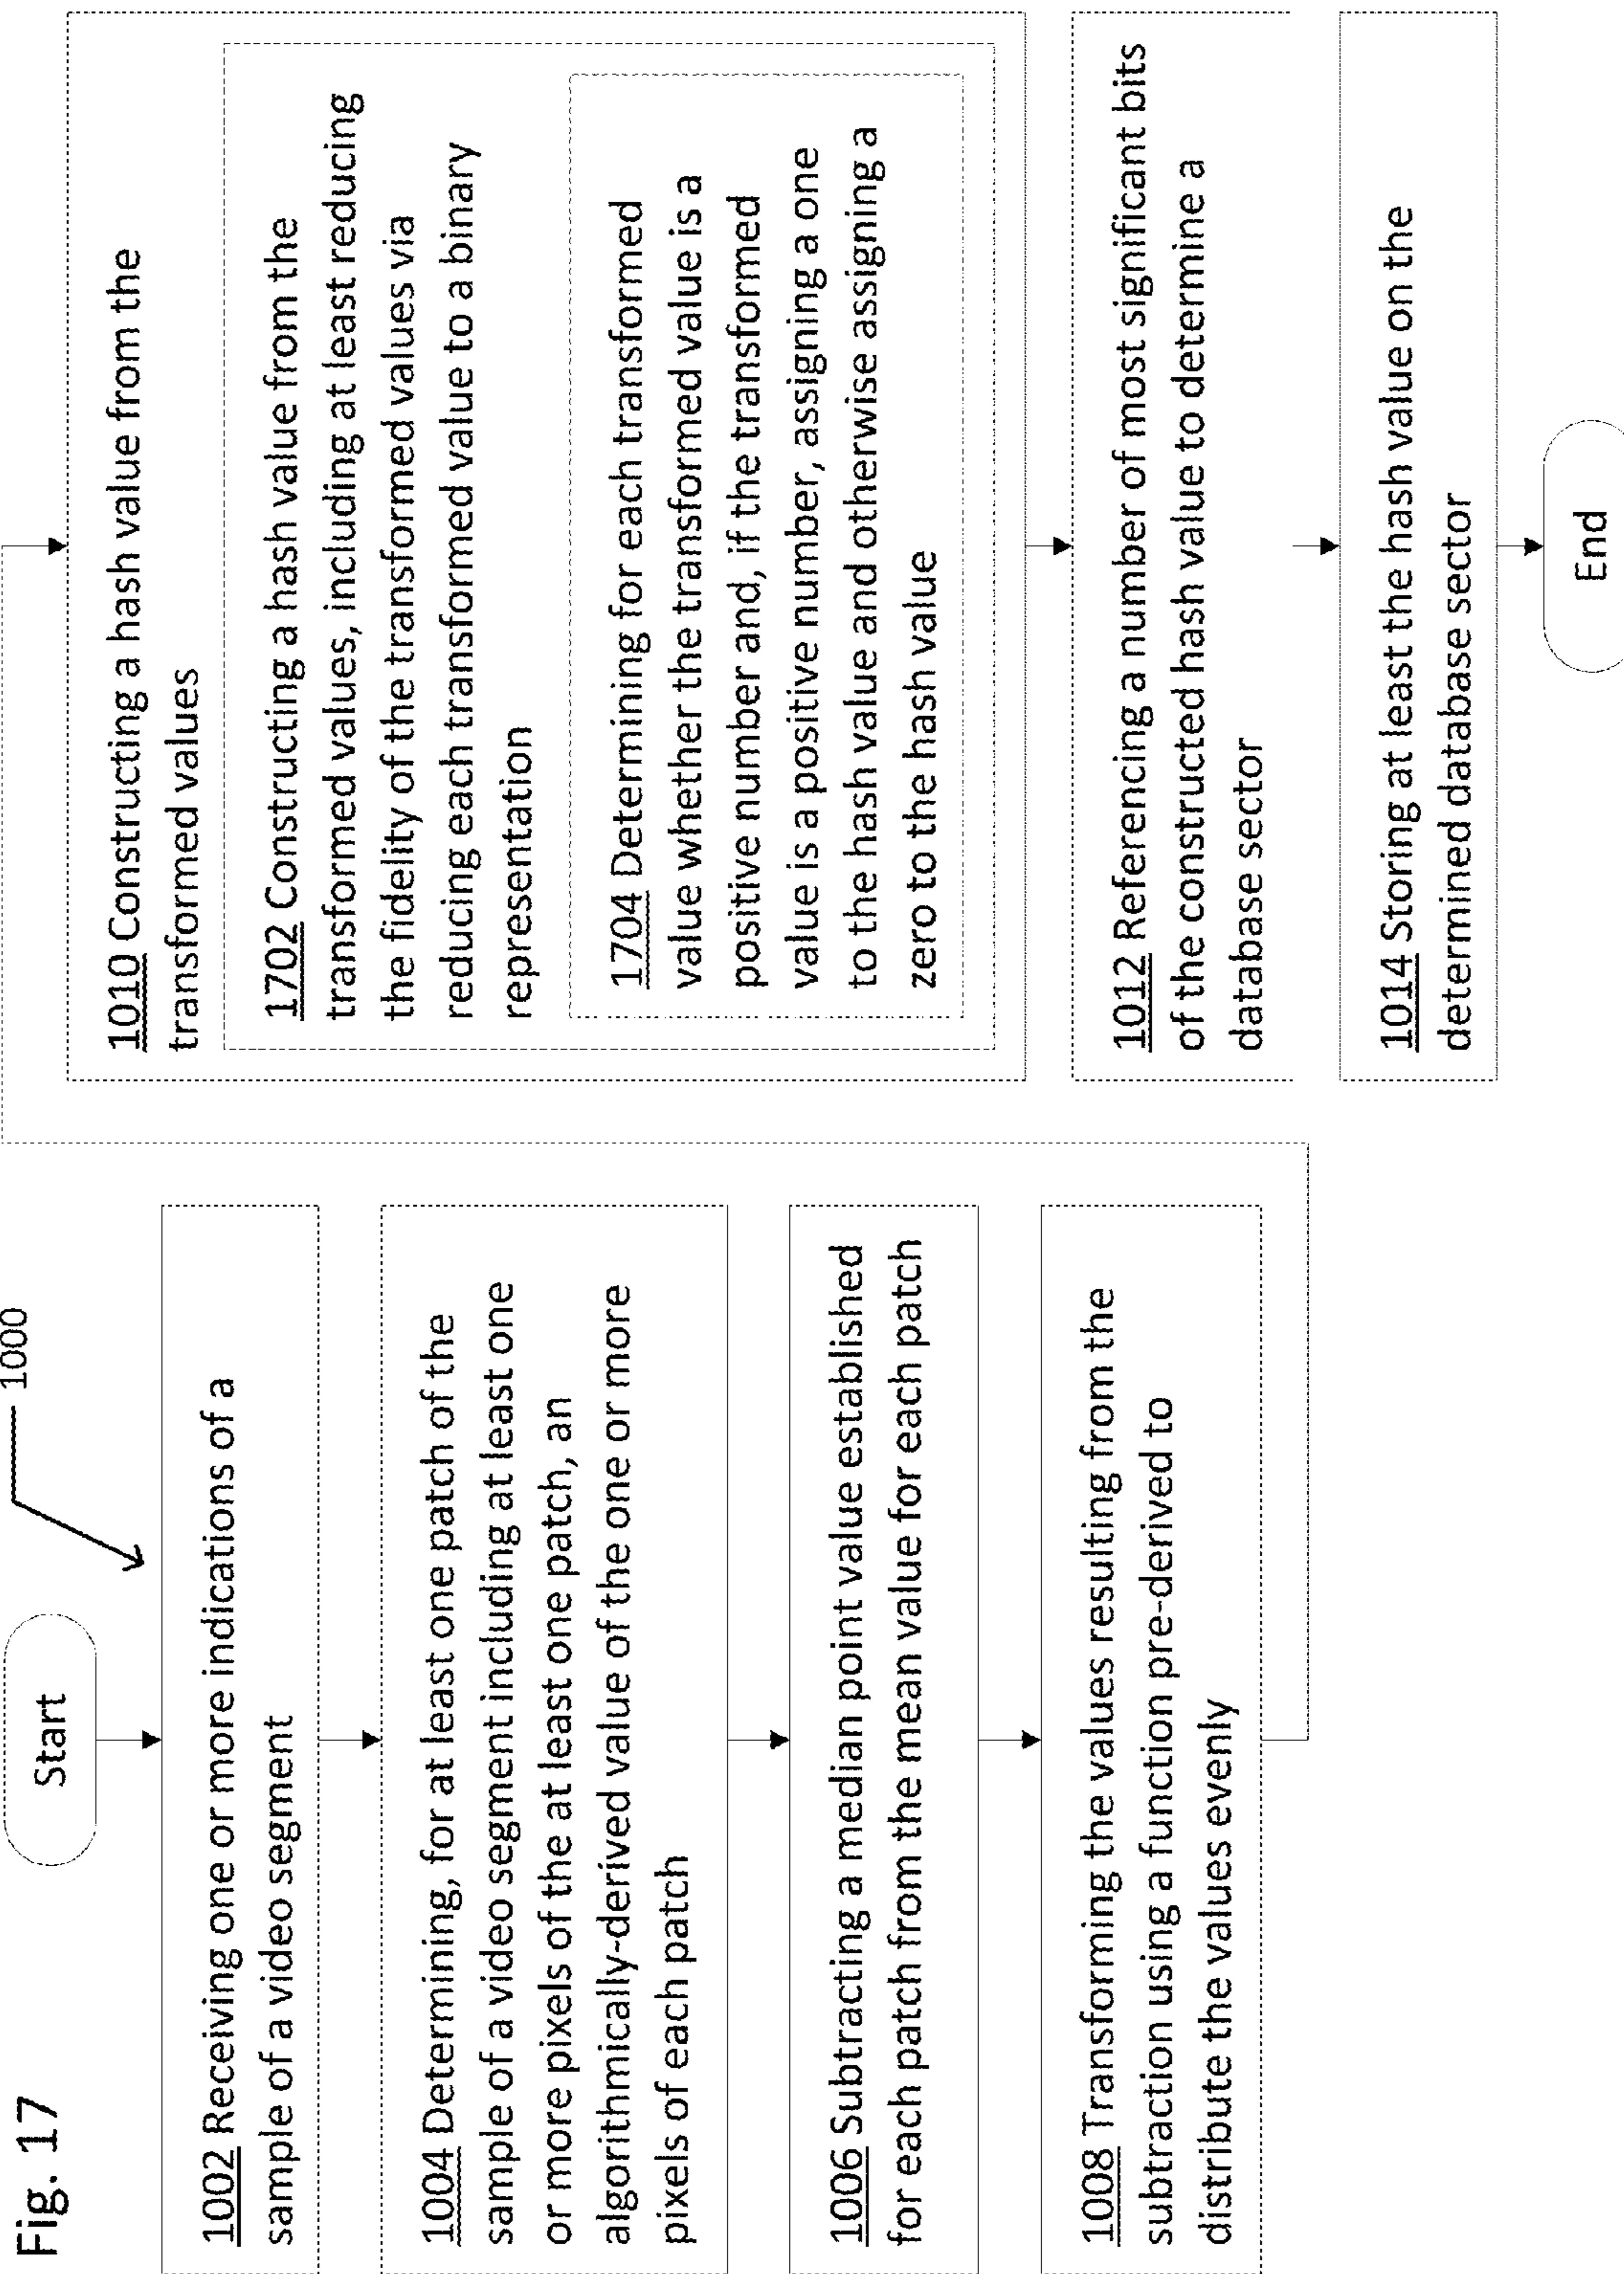 Fig. 17
1000
Start
1002 Receiving one or more indications of a
sample of a video segment
1004 Determining, for at least one patch of the
sample of a video segment including at least one
or more pixels of the at least one patch, an
algorithmically-derived value of the one or more
pixels of each patch
1006 Subtracting a median point value established
for each patch from the mean value for each patch
1008 Transforming the values resulting from the
subtraction using a function pre-derived to
distribute the values evenly
1010 Constructing a hash value from the
transformed values
1702 Constructing a hash value from the
transformed values, including at least reducing
the fidelity of the transformed values via
reducing each transformed value to a binary
representation
1704 Determining for each transformed
value whether the transformed value is a
positive number and, if the transformed
value is a positive number, assigning a one
to the hash value and otherwise assigning a
zero to the hash value
1012 Referencing a number of most significant bits
of the constructed hash value to determine a
database sector
1014 Storing at least the hash value on the
determined database sector
End